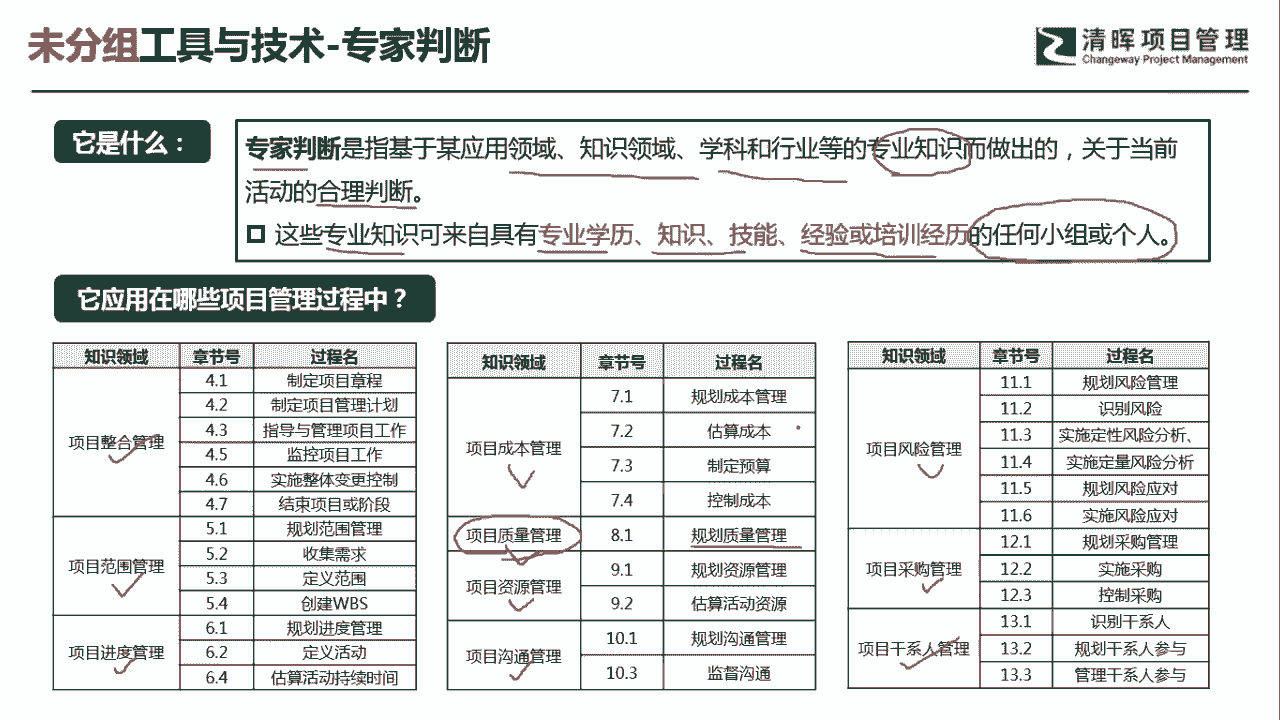 未分组工具与技术-专家判断
清晖项目管理
Changeway Project Management
它是什么：
专家判断是指基于某应用领域、知识领域、学科和行业等的专业知识而做出的，关于当前
活动的合理判断。
这些专业知识可来自具有专业学历、知识、技能、经验或培训经历的任何小组或个人。
它应用在哪些项目管理过程中？
知识领域 章节号 过程名
项目整合管理 4.1 制定项目章程
4.2 制定项目管理计划
4.3 指导与管理项目工作
4.5 监控项目工作
4.6 实施整体变更控制
4.7 结束项目或阶段
项目范围管理 5.1 规划范围管理
5.2 收集需求
5.3 定义范围
5.4 创建WBS
项目进度管理 6.1 规划进度管理
6.2 定义活动
6.4 估算活动持续时间
知识领域 章节号 过程名
项目成本管理 7.1 规划成本管理
7.2 估算成本
7.3 制定预算
7.4 控制成本
项目质量管理 8.1 规划质量管理
项目资源管理 9.1 规划资源管理
9.2 估算活动资源
项目沟通管理 10.1 规划沟通管理
10.3 监督沟通
知识领域 章节号 过程名
项目风险管理 11.1 规划风险管理
11.2 识别风险
11.3 实施定性风险分析、
11.4 实施定量风险分析
11.5 规划风险应对
11.6 实施风险应对
项目采购管理 12.1 规划采购管理
12.2 实施采购
12.3 控制采购
项目干系人管理 13.1 识别干系人
13.2 规划干系人参与
13.3 管理干系人参与